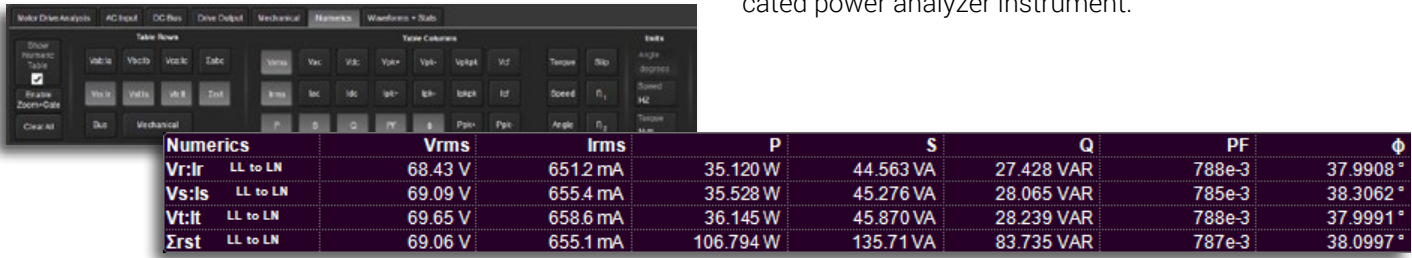 cated power analyzer instrument.
Motor Drive Analysis AC Input DC Bus Drive Output Mechanical Numerics Waveforms + Stats
Table Rows Table Columns Units
Show Numeric Table
Vab:Ia Vbc:Ib Vca:Ic Σabc Vrms Vac Vdc Vpk+ Vpk- Vpkpk Vcf Torque Slip
Angle degrees
Enable Zoom+Gate
Vr:Ir Vs:Is Vt:It Σrst Irms Iac Idc Ipk+ Ipk- Ipkpk Icf Speed
Speed HZ
Clear All Bus Mechanical P S Q PF ɸ Ppk+ Ppk- Angle
Torque
Numerics Vrms Irms P S Q PF ɸ
Vr:Ir LL to LN 68.43 V 651.2 mA 35.120 W 44.563 VA 27.428 VAR 788e-3 37.9908 °
Vs:Is LL to LN 69.09 V 655.4 mA 35.528 W 45.276 VA 28.065 VAR 785e-3 38.3062 °
Vt:It LL to LN 69.65 V 658.6 mA 36.145 W 45.870 VA 28.239 VAR 788e-3 37.9991 °
Σrst LL to LN 69.06 V 655.1 mA 106.794 W 135.71 VA 83.735 VAR 787e-3 38.0997 °